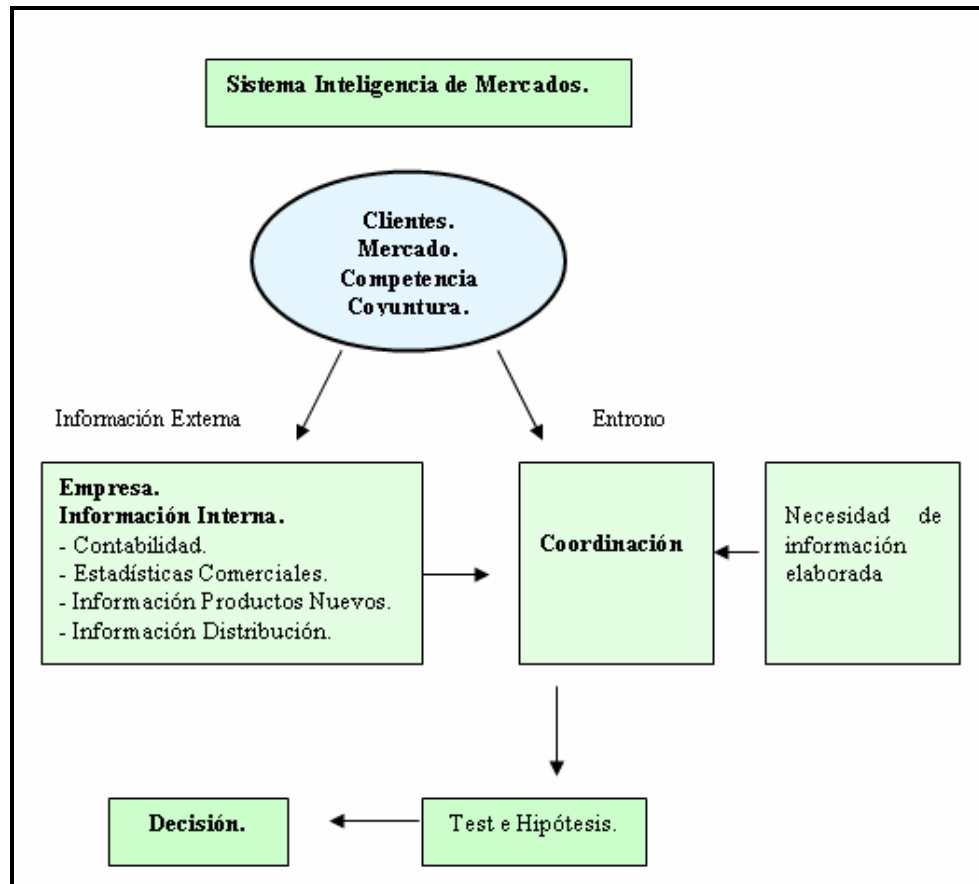 Sistema Inteligencia de Mercados.
Clientes.
Mercado.
Competencia
Coyuntura.
Información Externa
Entrono
Empresa.
Información Interna.
- Contabilidad.
- Estadísticas Comerciales.
- Información Productos Nuevos.
- Información Distribución.
Coordinación
Necesidad de
información
elaborada
Decisión.
Test e Hipótesis.